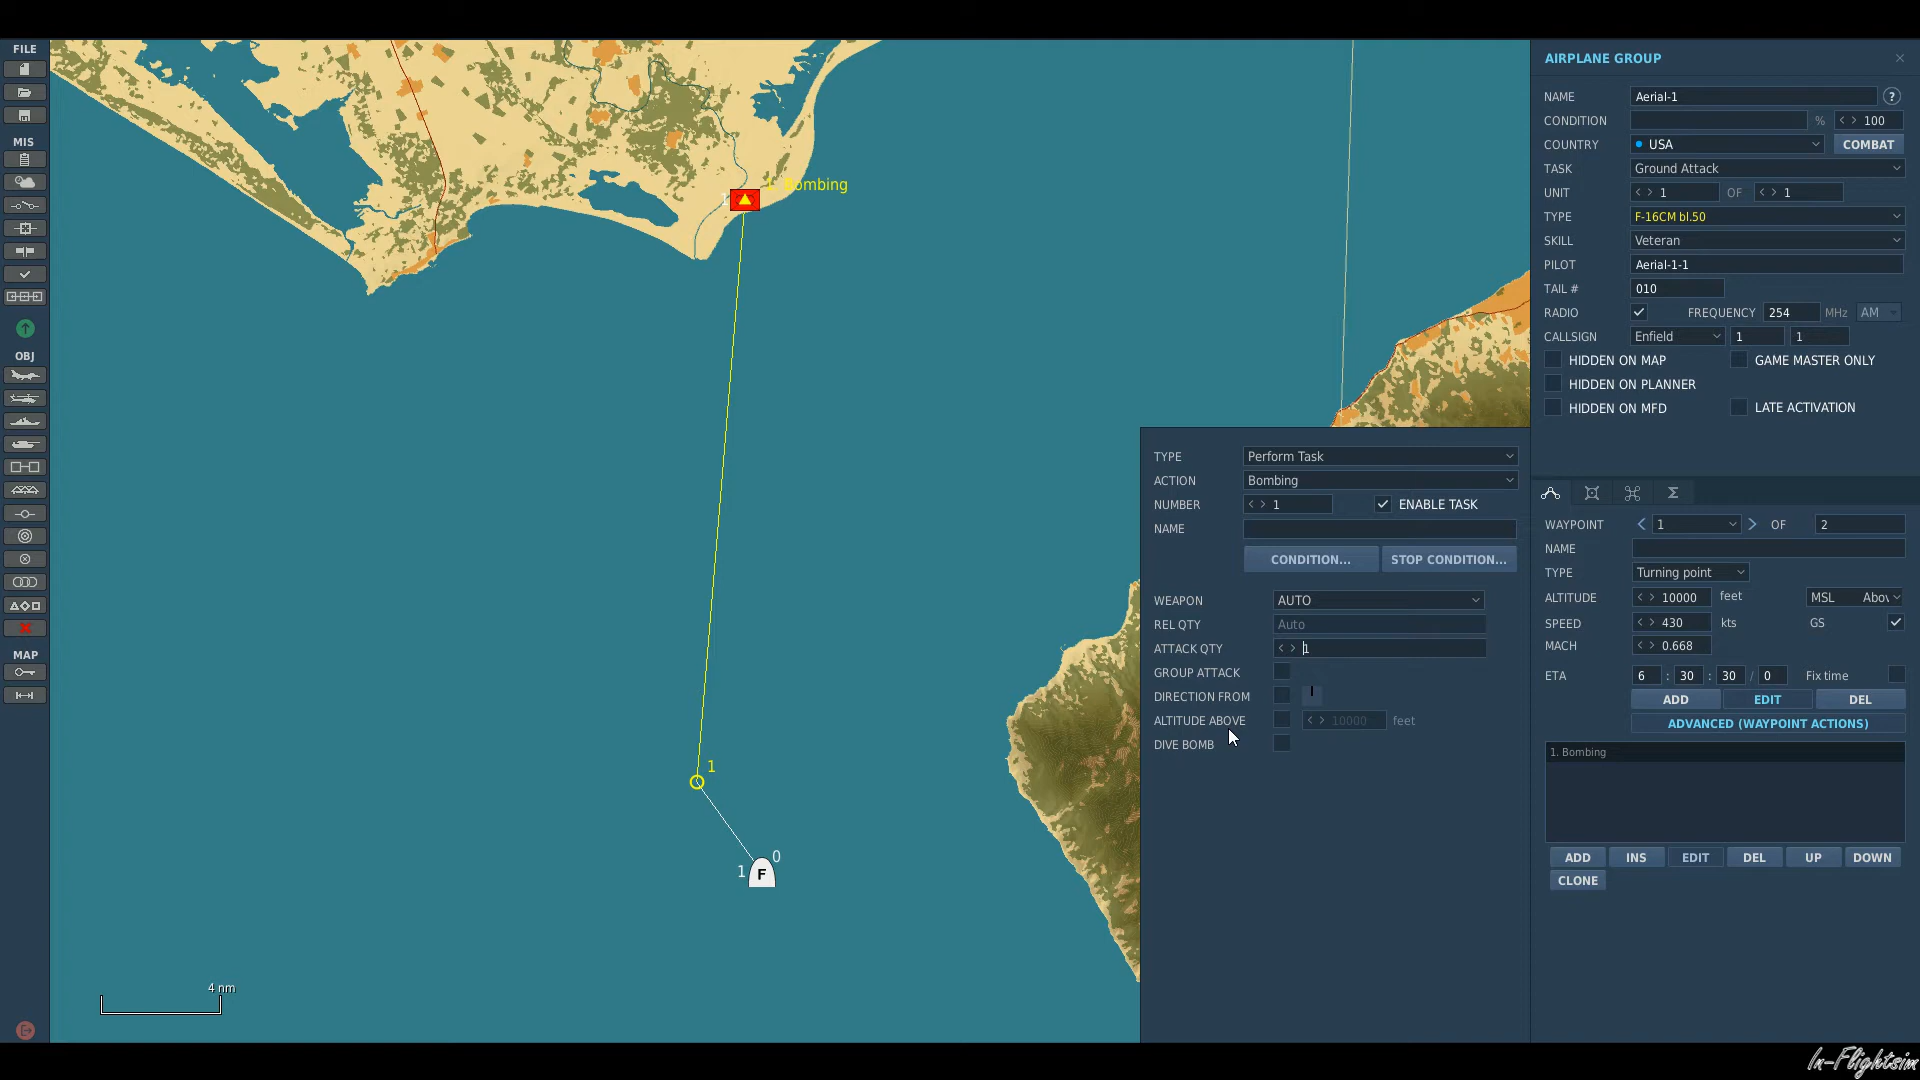 FILE
MIS
OBJ
MAP
1. Bombing
1
1
0
1
F
4 nm
AIRPLANE GROUP
NAME Aerial-1 ?
CONDITION % < > 100
COUNTRY USA COMBAT
TASK Ground Attack
UNIT < > 1 OF < > 1
TYPE F-16CM bl.50
SKILL Veteran
PILOT Aerial-1-1
TAIL # 010
RADIO FREQUENCY 254 MHz AM
CALLSIGN Enfield 1 1
HIDDEN ON MAP GAME MASTER ONLY
HIDDEN ON PLANNER
HIDDEN ON MFD LATE ACTIVATION
TYPE Perform Task
ACTION Bombing
NUMBER < > 1 ENABLE TASK
NAME
CONDITION... STOP CONDITION...
WEAPON AUTO
REL QTY Auto
ATTACK QTY < > 1
GROUP ATTACK
DIRECTION FROM
ALTITUDE ABOVE < > 10000 feet
DIVE BOMB
WAYPOINT < 1 > OF 2
NAME
TYPE Turning point
ALTITUDE < > 10000 feet MSL Abov
SPEED < > 430 kts GS
MACH < > 0.668
ETA 6 : 30 : 30 / 0 Fix time
ADD EDIT DEL
ADVANCED (WAYPOINT ACTIONS)
1. Bombing
ADD INS EDIT DEL UP DOWN
CLONE
In-Flightsim